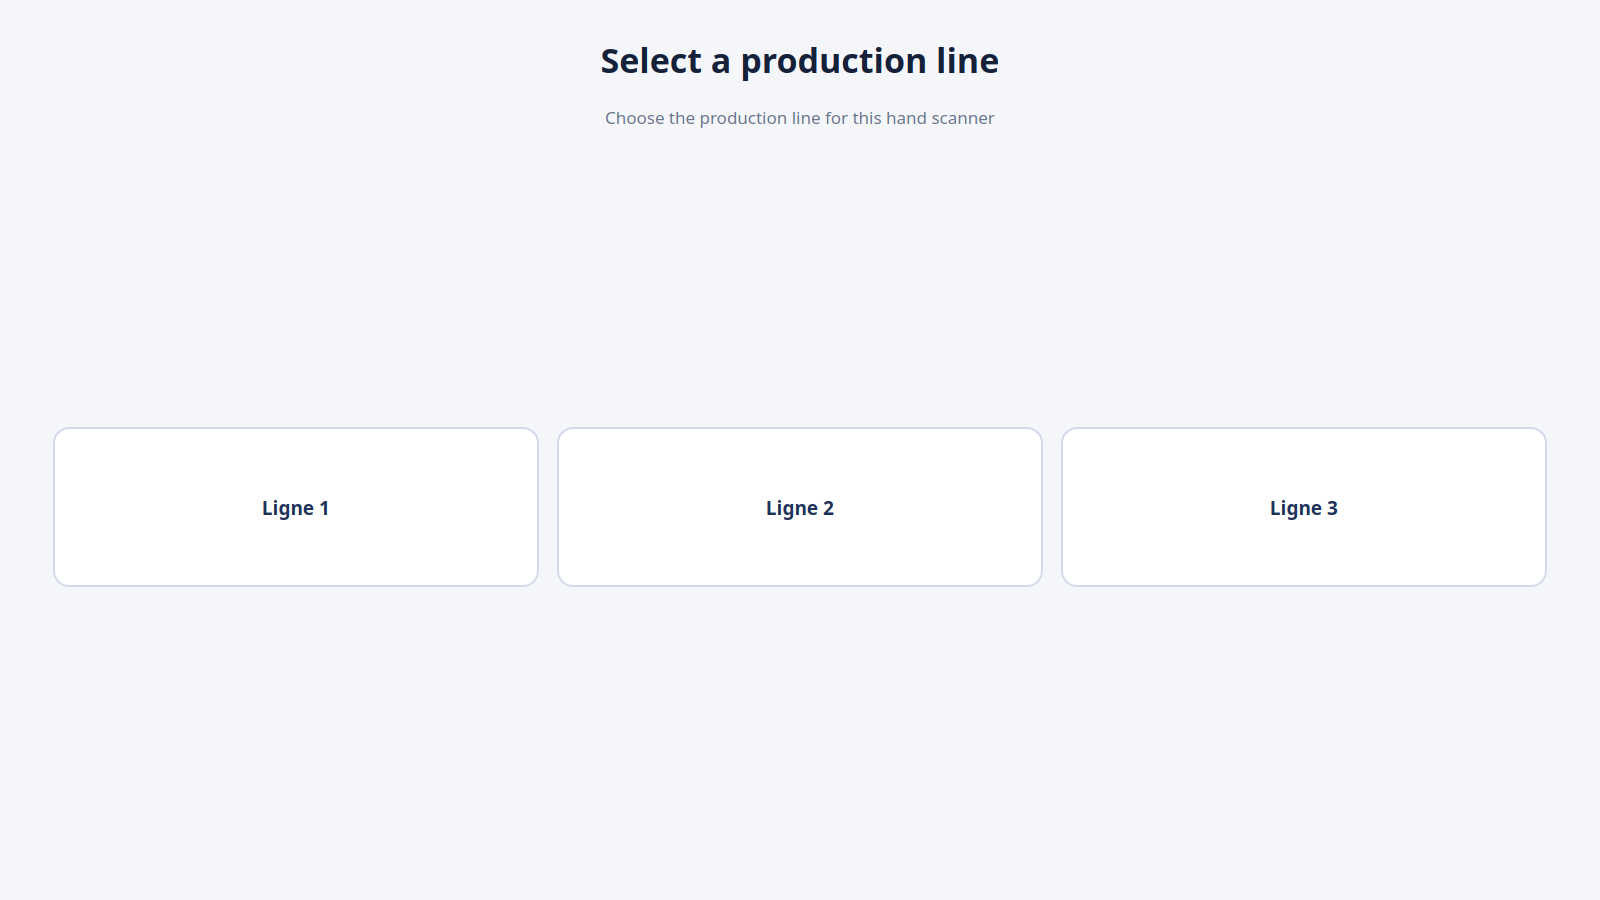 Select a production line
Choose the production line for this hand scanner
Ligne 1
Ligne 2
Ligne 3